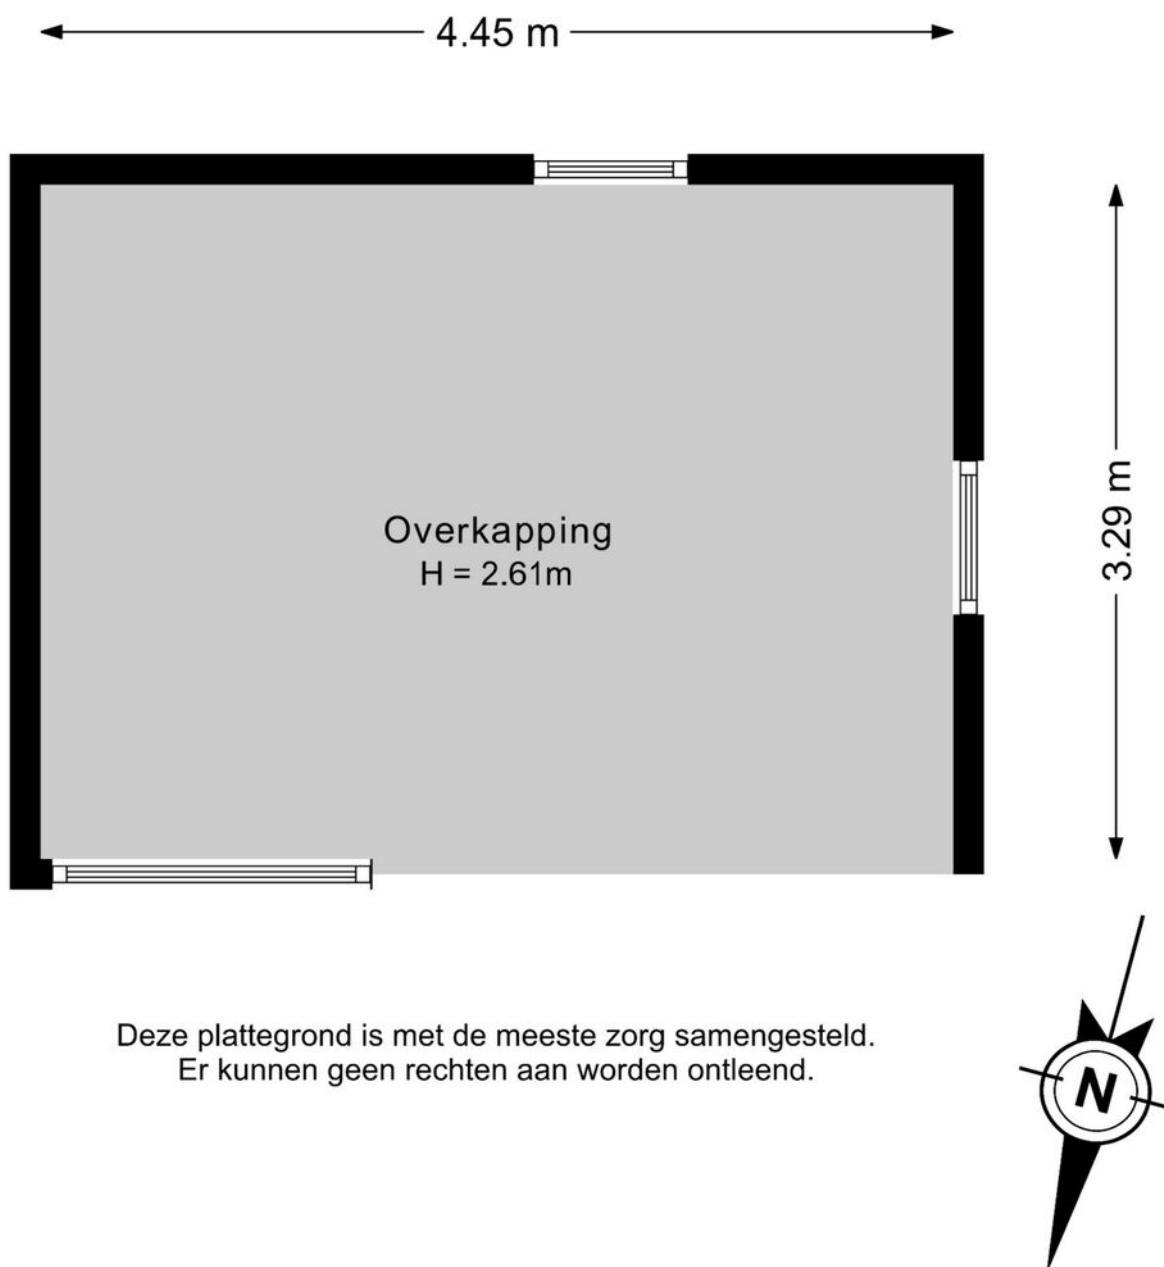 4.45 m
Overkapping
H = 2.61m
3.29 m
Deze plattegrond is met de meeste zorg samengesteld.
Er kunnen geen rechten aan worden ontleend.
N